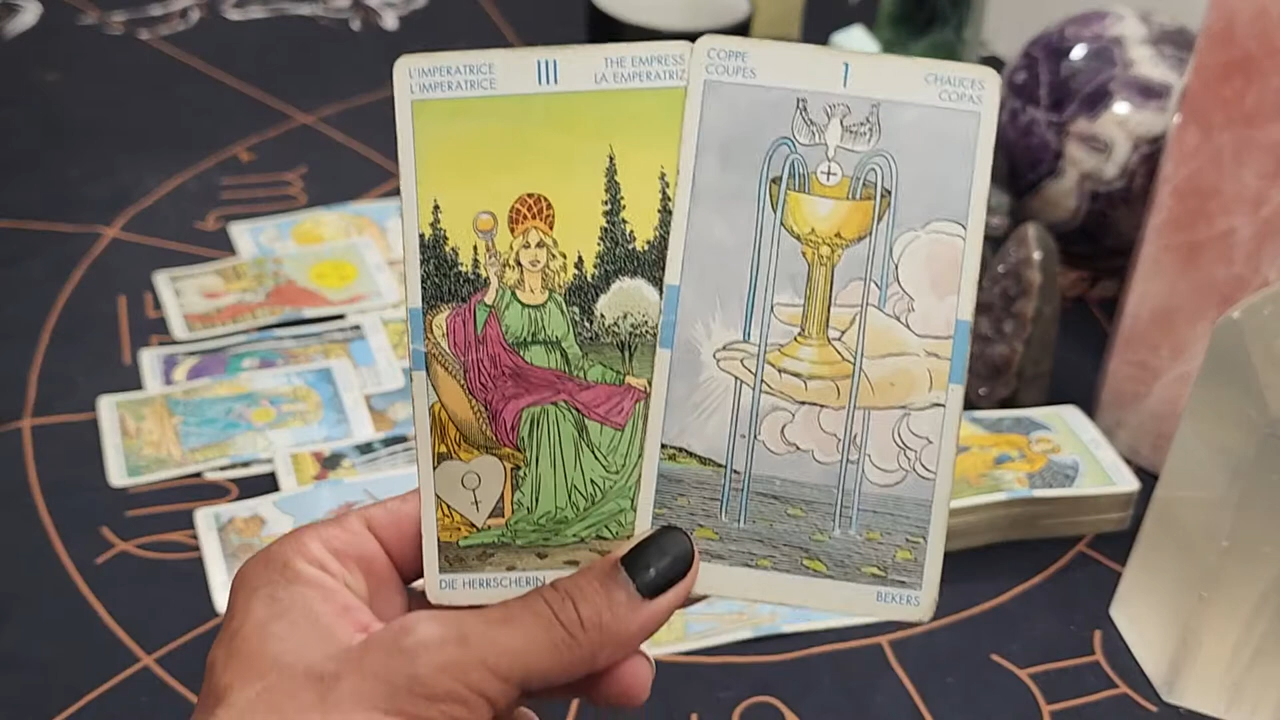 L'IMPERATRICE
L'IMPERATRICE
III
THE EMPRESS
LA EMPERATRIZ
DIE HERRSCHERIN
COPPE
COUPES
1
CHALICES
COPAS
BEKERS